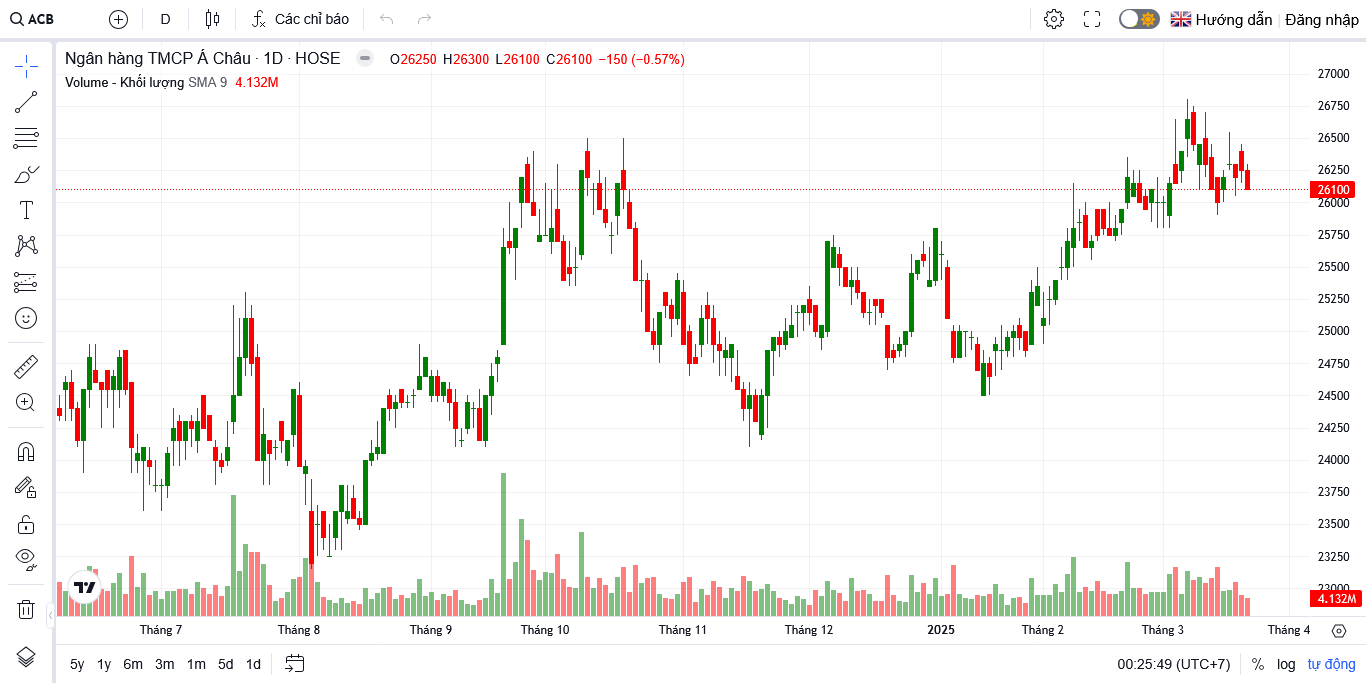 ACB
D
Các chỉ báo
Hướng dẫn
Đăng nhập
Ngân hàng TMCP Á Châu · 1D · HOSE
O26250 H26300 L26100 C26100 −150 (−0.57%)
Volume - Khối lượng SMA 9 4.132M
27000
26750
26500
26250
26100
26000
25750
25500
25250
25000
24750
24500
24250
24000
23750
23500
23250
23000
4.132M
Tháng 7
Tháng 8
Tháng 9
Tháng 10
Tháng 11
Tháng 12
2025
Tháng 2
Tháng 3
Tháng 4
5y 1y 6m 3m 1m 5d 1d
00:25:49 (UTC+7)
% log tự động